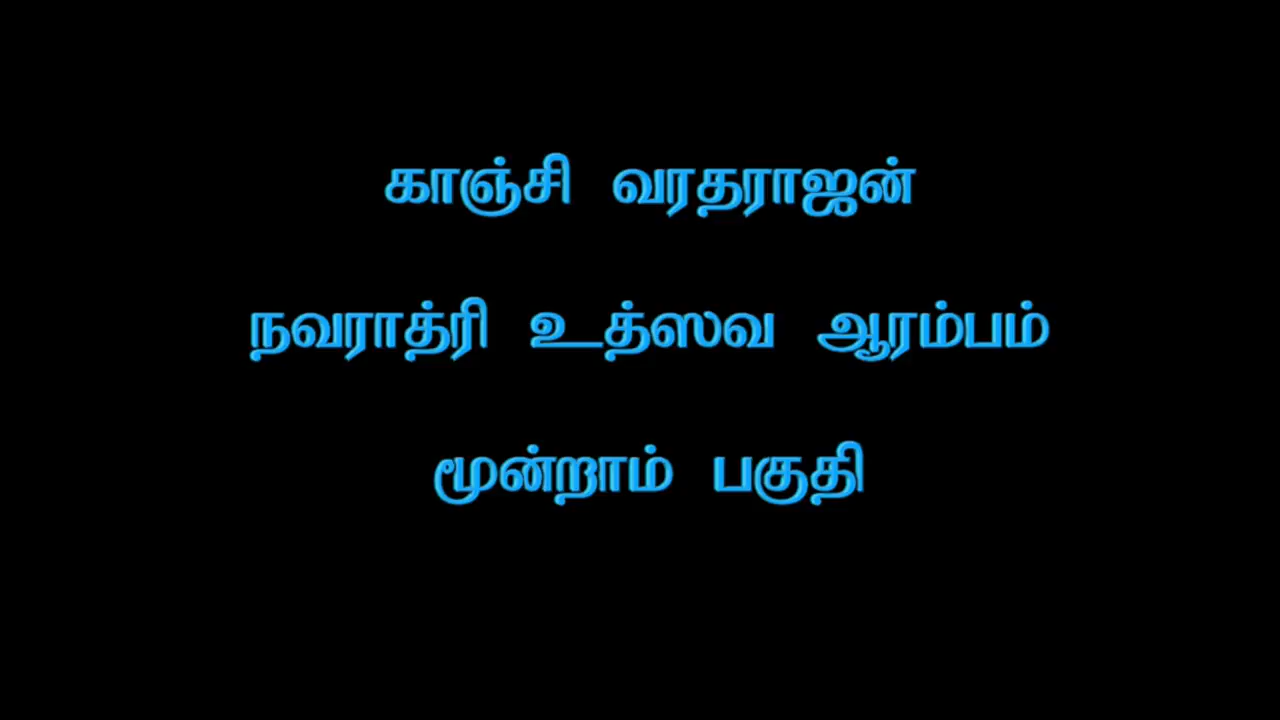 காஞ்சி வரதராஜன்
நவராத்ரி உத்ஸவ ஆரம்பம்
மூன்றாம் பகுதி